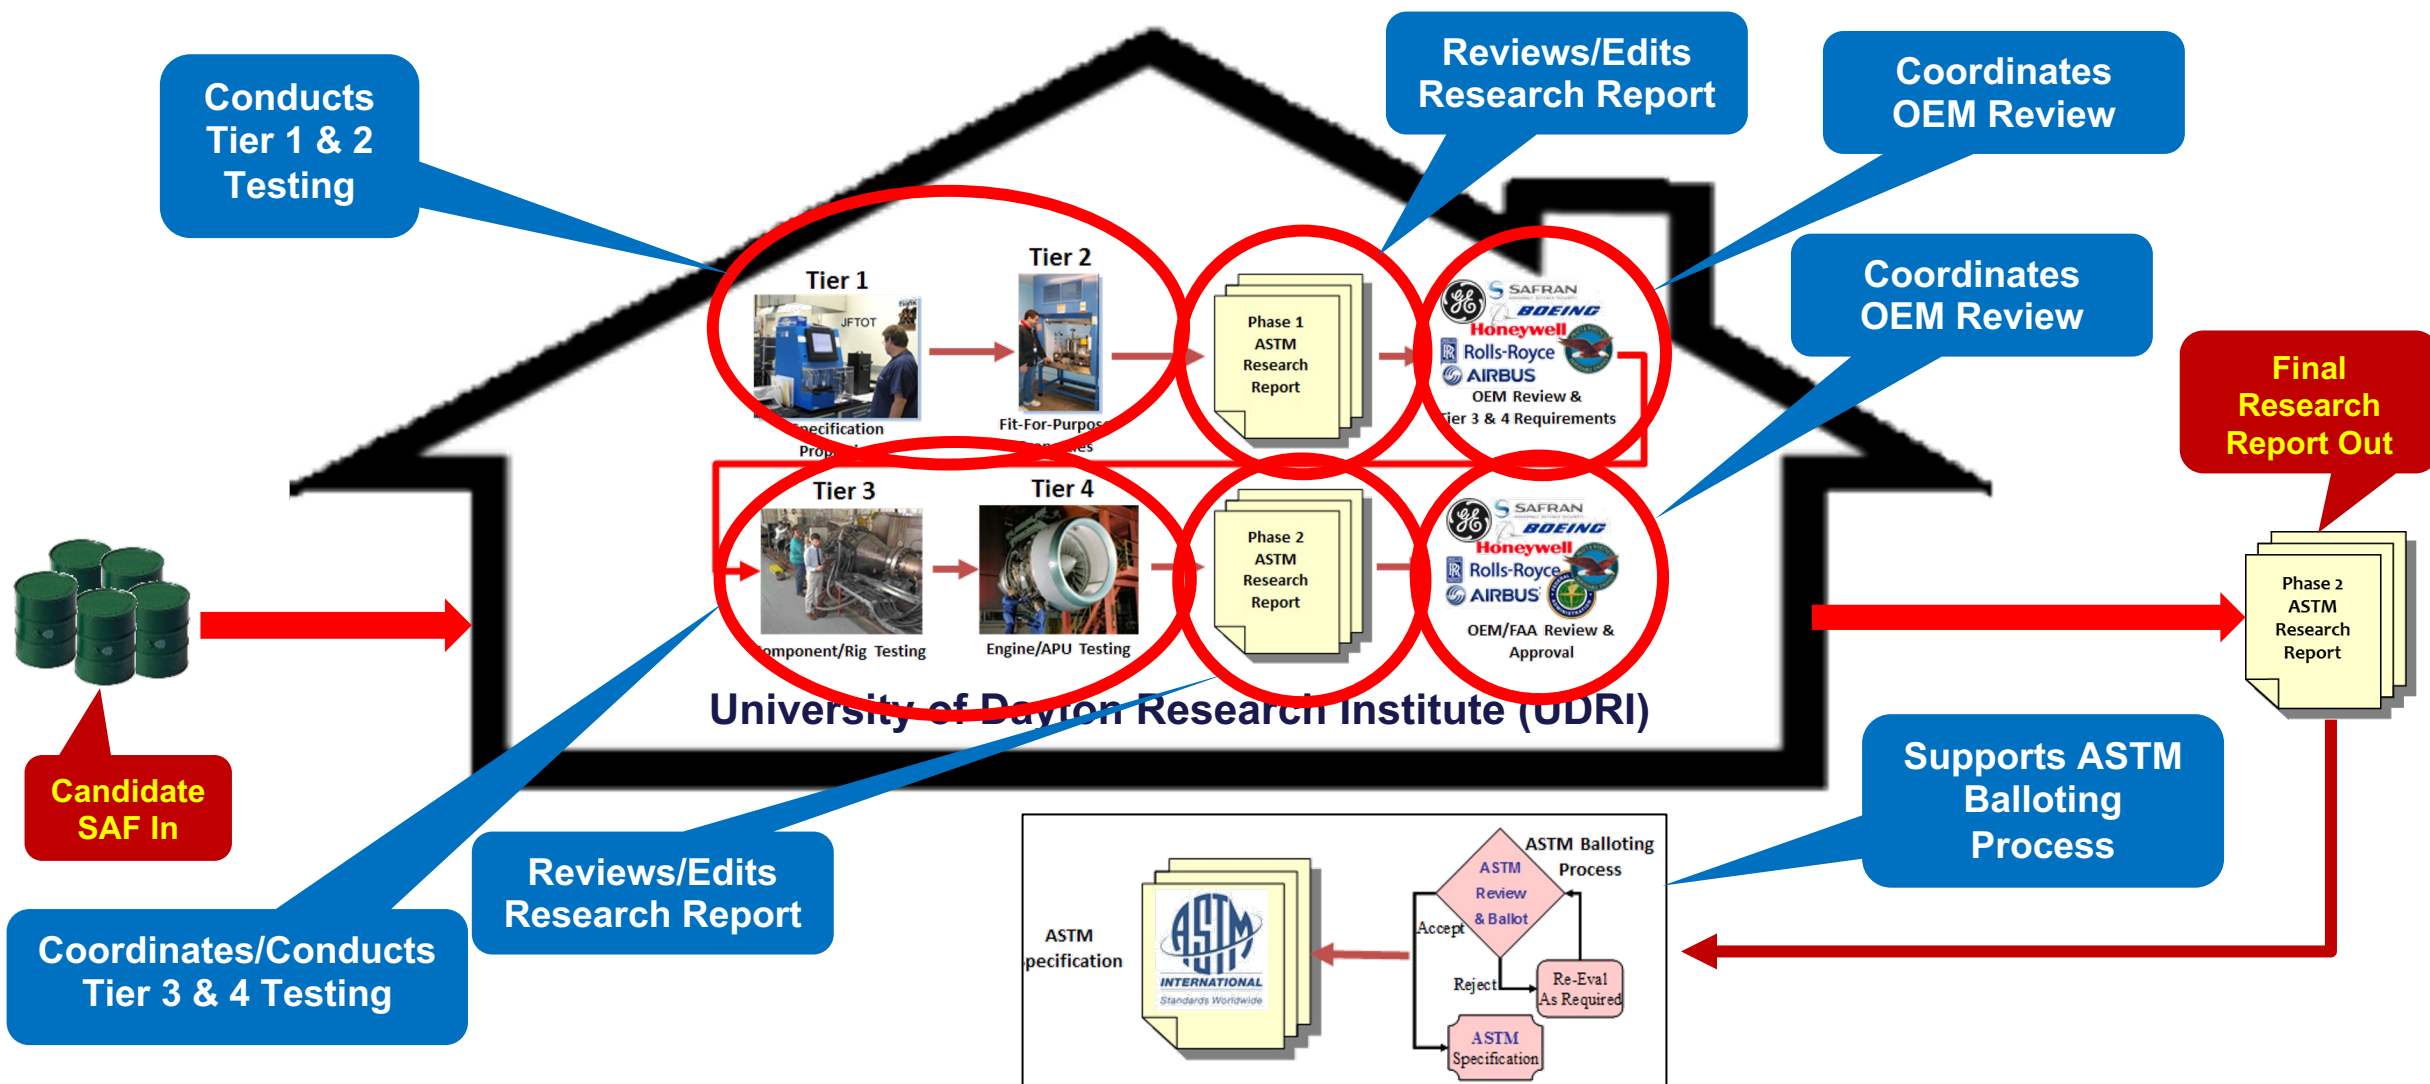 Conducts
Tier 1 & 2
Testing
Reviews/Edits
Research Report
Coordinates
OEM Review
Coordinates
OEM Review
Final
Research
Report Out
Tier 1
JFTOT
Specification
Tier 2
Fit-For-Purpose
Phase 1
ASTM
Research
Report
GE
SAFRAN
BOEING
Honeywell
Rolls-Royce
AIRBUS
OEM Review &
Tier 3 & 4 Requirements
Tier 3
Component/Rig Testing
Tier 4
Engine/APU Testing
Phase 2
ASTM
Research
Report
GE
SAFRAN
BOEING
Honeywell
Rolls-Royce
AIRBUS
OEM/FAA Review &
Approval
University of Dayton Research Institute (UDRI)
Phase 2
ASTM
Research
Report
Candidate
SAF In
Reviews/Edits
Research Report
Coordinates/Conducts
Tier 3 & 4 Testing
Supports ASTM
Balloting
Process
ASTM
Specification
ASTM
INTERNATIONAL
Standards Worldwide
ASTM Balloting
Process
ASTM
Review
& Ballot
Accept
Reject
Re-Eval
As Required
ASTM
Specification